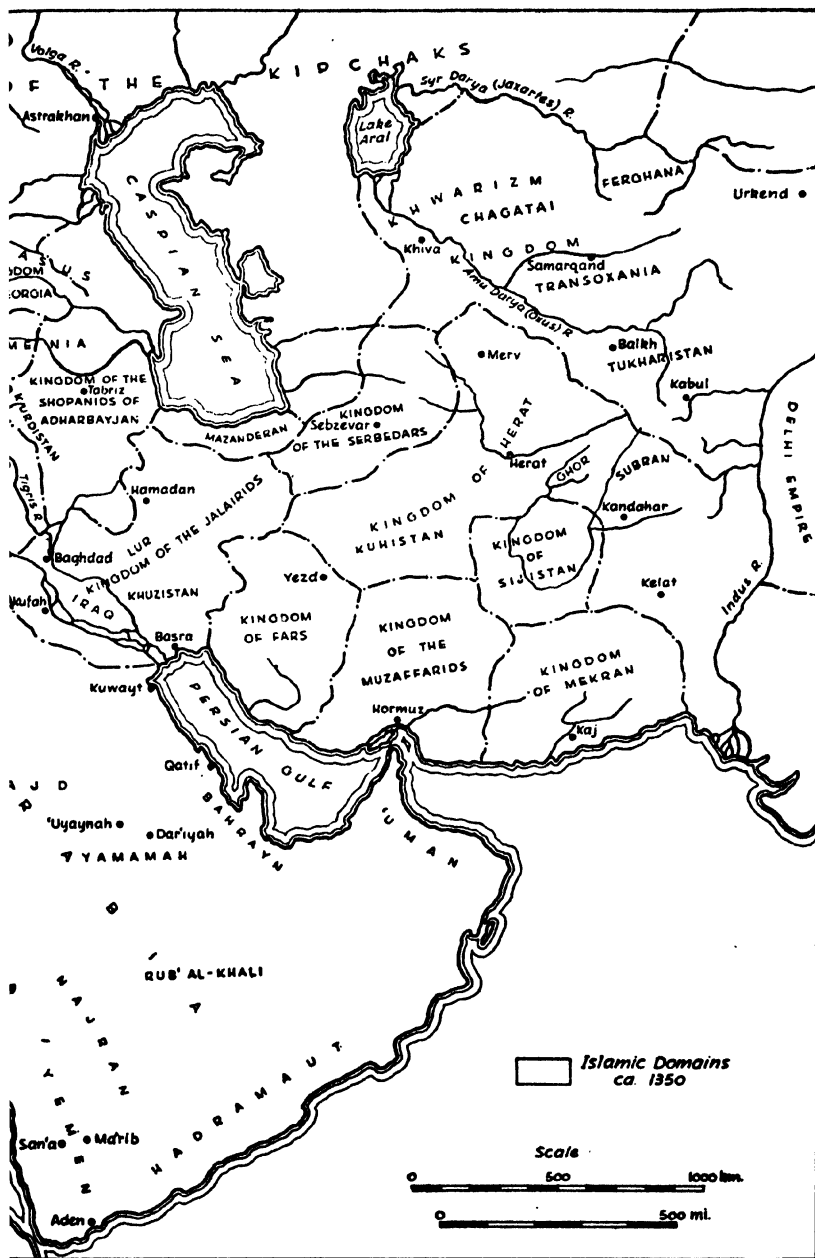 Volga R.
OF THE KIPCHAKS
Astrakhan
Lake
Aral
Syr Darya (Jaxartes) R.
FERGHANA
Urkend
KHWARIZM
CHAGATAI
KINGDOM
Khiva
Samarqand
TRANSOXANIA
Amu Darya (Oxus) R
CASPIAN SEA
ASUS
GDOM
EORGIA
MENIA
KINGDOM OF THE
Tabriz
SHOPANIDS OF
ADHARBAYJAN
KURDISTAN
Tigris R
Merv
Balkh
TUKHARISTAN
Kabul
MAZANDERAN
KINGDOM
Sebzevar
OF THE SERBEDARS
KINGDOM OF HERAT
Herat
GHOR
SUBRAN
DELHI EMPIRE
Hamadan
LUR
KINGDOM OF THE JALAIRIDS
KINGDOM
KUHISTAN
KINGDOM
OF
SIJISTAN
Kandahar
Baghdad
IRAQ
Kufah
KHUZISTAN
Yezd
Kelat
Indus R.
KINGDOM
OF FARS
KINGDOM
OF THE
MUZAFFARIDS
KINGDOM
OF MEKRAN
Basra
Kuwayt
PERSIAN GULF
Hormuz
Kaj
Qatif
BAHRAYN
'UMAN
AJD
'Uyaynah
Dar'iyah
YAMAMAH
R A B I A
RUB' AL-KHALI
NAJRAN
YEMEN
HADRAMAUT
San'a
Ma'rib
Aden
Islamic Domains
ca. 1350
Scale
0 500 1000 km.
0 500 mi.